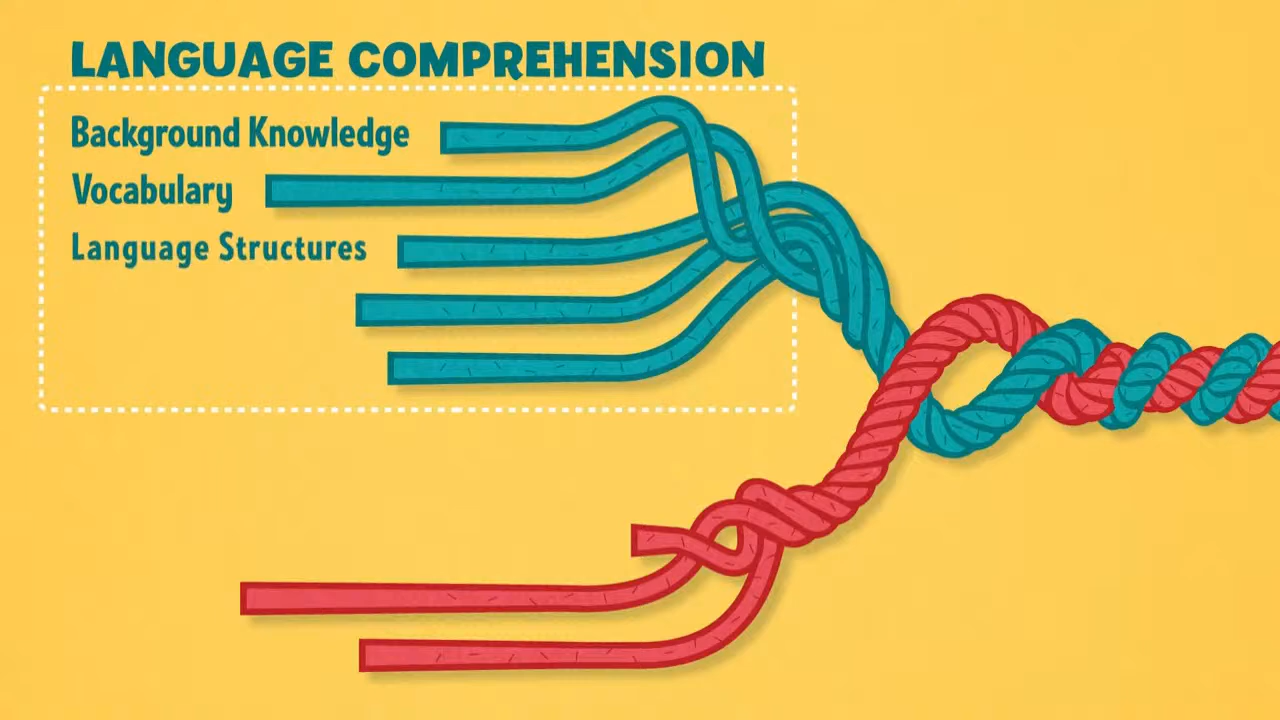 LANGUAGE COMPREHENSION
Background Knowledge
Vocabulary
Language Structures